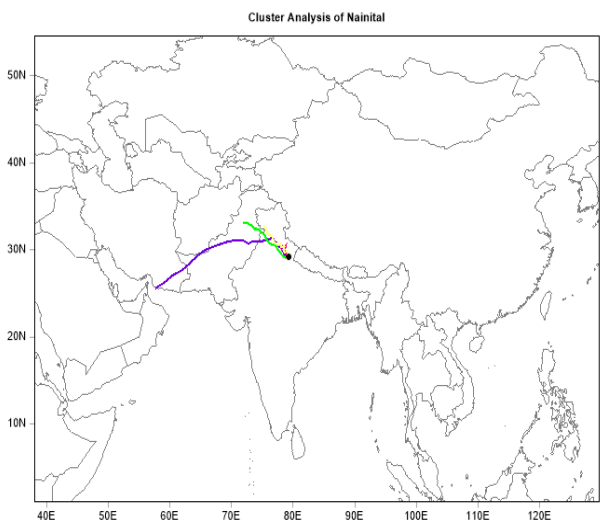 Cluster Analysis of Nainital
50N
40N
30N
20N
10N
40E 50E 60E 70E 80E 90E 100E 110E 120E